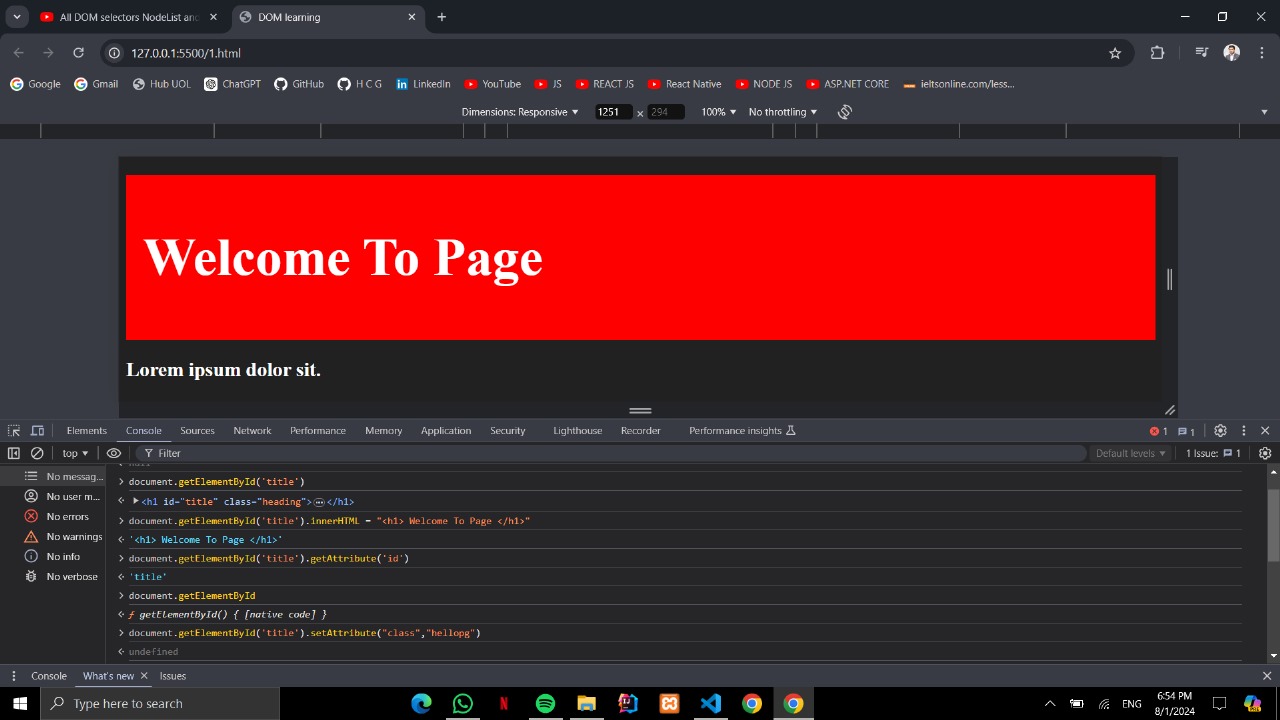 All DOM selectors NodeList an
DOM learning
127.0.0.1:5500/1.html
Google Gmail Hub UOL ChatGPT GitHub H C G LinkedIn YouTube JS REACT JS React Native NODE JS ASP.NET CORE ieltsonline.com/less...
Dimensions: Responsive 1251 x 294 100% No throttling
Welcome To Page
Lorem ipsum dolor sit.
Elements Console Sources Network Performance Memory Application Security Lighthouse Recorder Performance insights 1 1
top Filter Default levels 1 Issue: 1
No messag...
No user m...
No errors
No warnings
No info
No verbose
null
document.getElementById('title')
<h1 id="title" class="heading">…</h1>
document.getElementById('title').innerHTML = "<h1> Welcome To Page </h1>"
'<h1> Welcome To Page </h1>'
document.getElementById('title').getAttribute('id')
'title'
document.getElementById
ƒ getElementById() { [native code] }
document.getElementById('title').setAttribute("class","hellopg")
undefined
Console What's new Issues
Type here to search
ENG
6:54 PM
8/1/2024